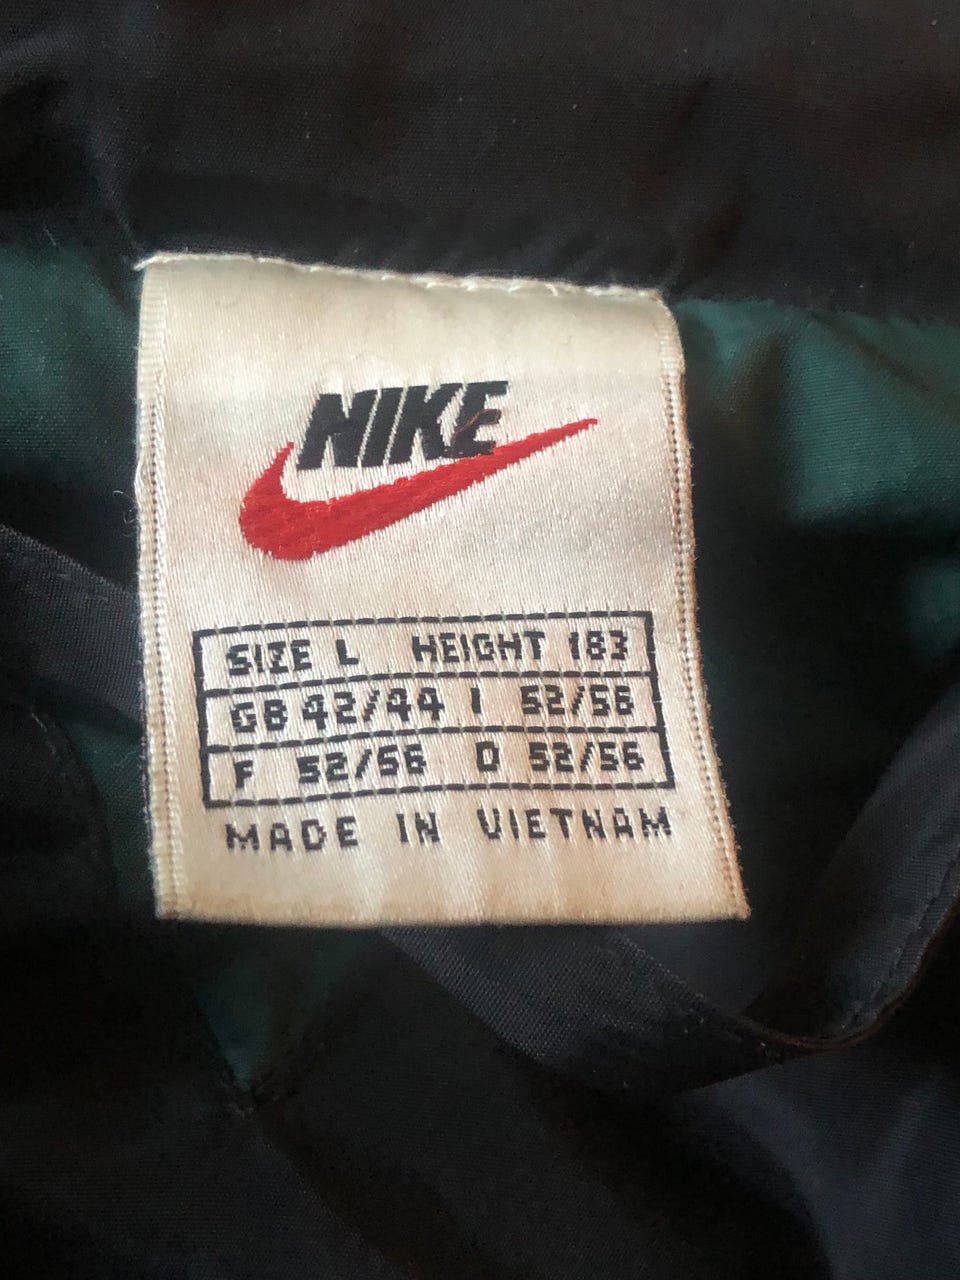 NIKE
SIZE L HEIGHT 183
GB 42/44 I 52/56
F 52/56 D 52/56
MADE IN VIETNAM